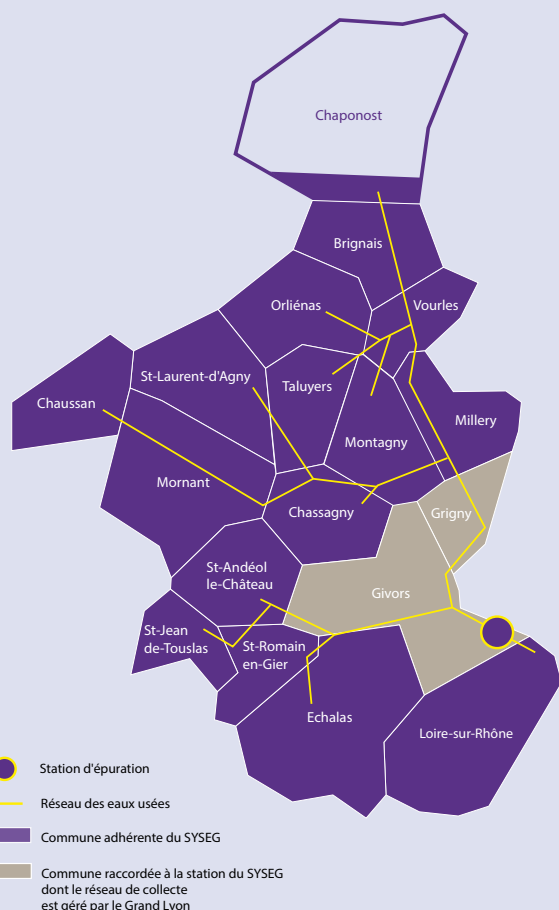 Chaponost
Brignais
Orliénas
Vourles
St-Laurent-d'Agny
Taluyers
Chaussan
Millery
Montagny
Mornant
Chassagny
Grigny
St-Andéol
le-Château
Givors
St-Jean
de-Touslas
St-Romain
en-Gier
Echalas
Loire-sur-Rhône
Station d'épuration
Réseau des eaux usées
Commune adhérente du SYSEG
Commune raccordée à la station du SYSEG
dont le réseau de collecte
est géré par le Grand Lyon